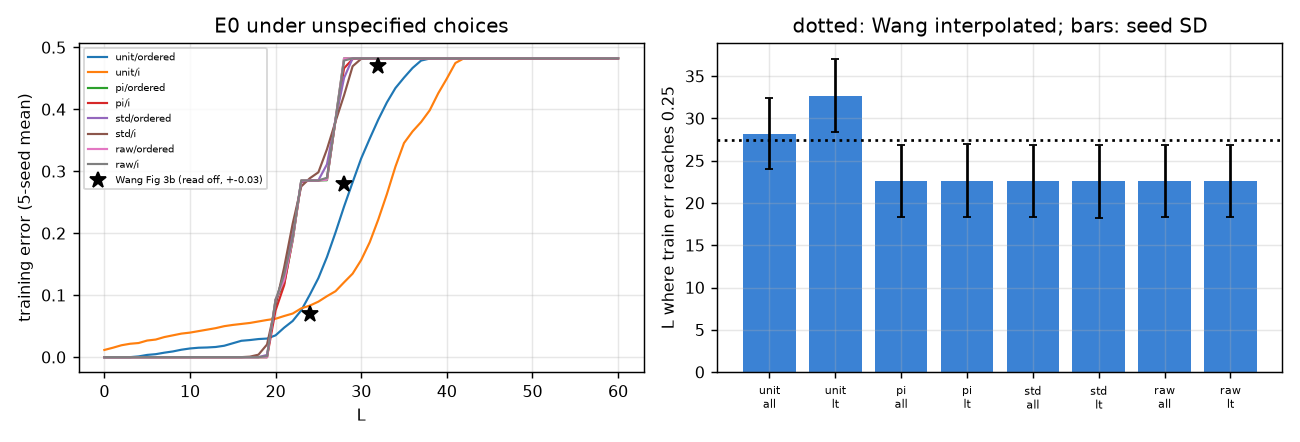 E0 under unspecified choices
training error (5-seed mean)
0.5
0.4
0.3
0.2
0.1
0.0
unit/ordered
unit/i
pi/ordered
pi/i
std/ordered
std/i
raw/ordered
raw/i
Wang Fig 3b (read off, +-0.03)
0 10 20 30 40 50 60
L
dotted: Wang interpolated; bars: seed SD
L where train err reaches 0.25
35
30
25
20
15
10
5
0
unit all
unit lt
pi all
pi lt
std all
std lt
raw all
raw lt